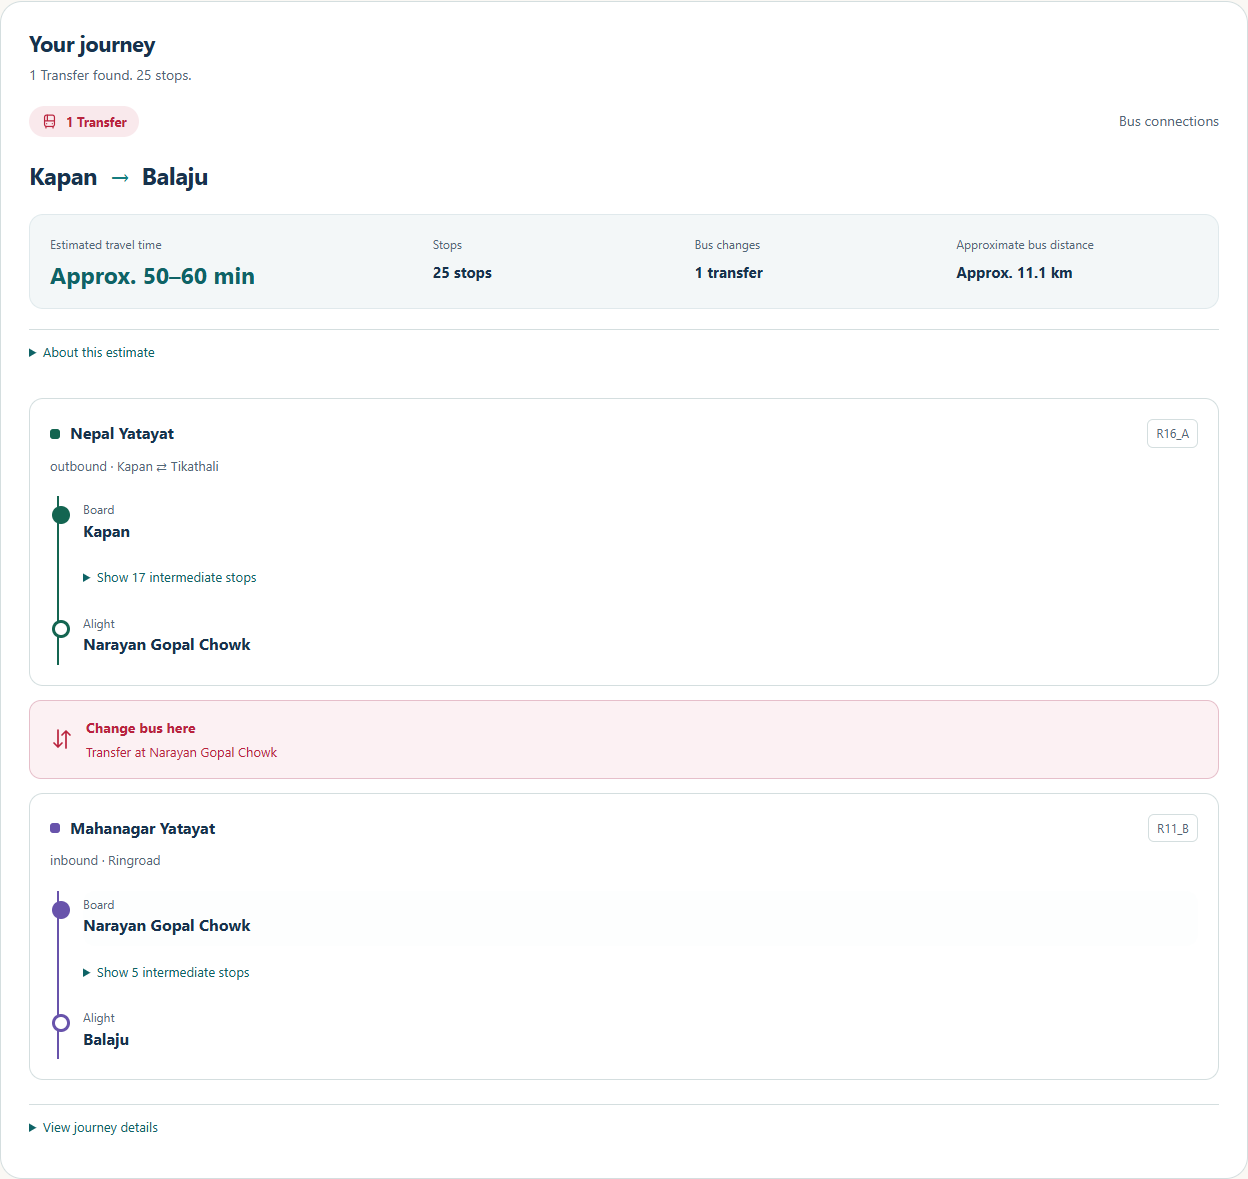 Your journey
1 Transfer found. 25 stops.
1 Transfer
Bus connections
Kapan → Balaju
Estimated travel time
Approx. 50–60 min
Stops
25 stops
Bus changes
1 transfer
Approximate bus distance
Approx. 11.1 km
About this estimate
Nepal Yatayat
R16_A
outbound · Kapan ⇄ Tikathali
Board
Kapan
Show 17 intermediate stops
Alight
Narayan Gopal Chowk
Change bus here
Transfer at Narayan Gopal Chowk
Mahanagar Yatayat
R11_B
inbound · Ringroad
Board
Narayan Gopal Chowk
Show 5 intermediate stops
Alight
Balaju
View journey details